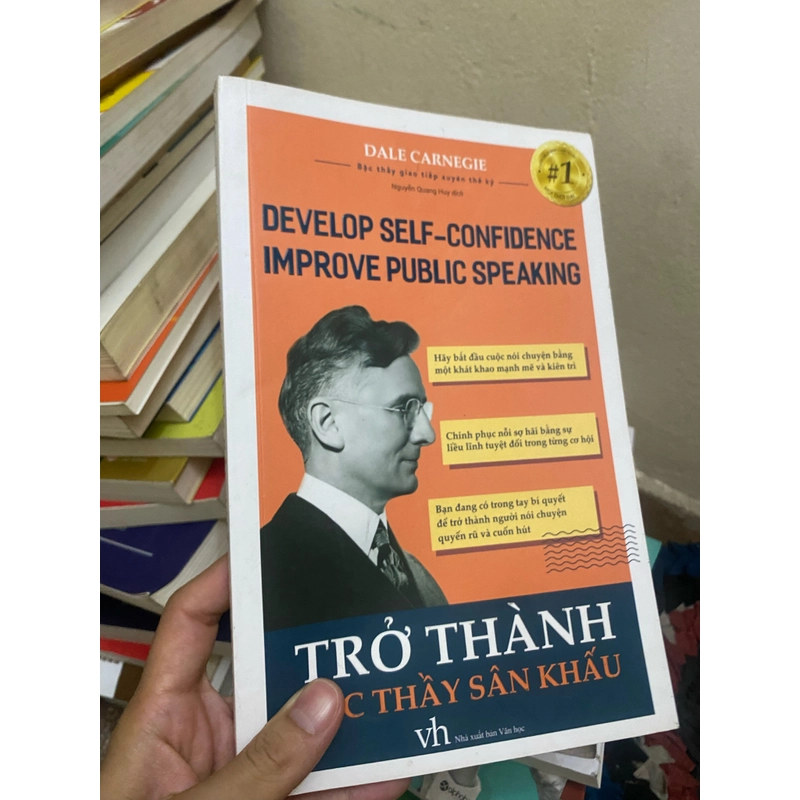 DALE CARNEGIE
Bậc thầy giao tiếp xuyên thế kỷ
Nguyễn Quang Huy dịch
#1
DEVELOP SELF-CONFIDENCE
IMPROVE PUBLIC SPEAKING
Hãy bắt đầu cuộc nói chuyện bằng
một khát khao mạnh mẽ và kiên trì
Chinh phục nỗi sợ hãi bằng sự
liều lĩnh tuyệt đối trong từng cơ hội
Bạn đang có trong tay bí quyết
để trở thành người nói chuyện
quyến rũ và cuốn hút
TRỞ THÀNH
C THẦY SÂN KHẤU
vh Nhà xuất bản Văn học